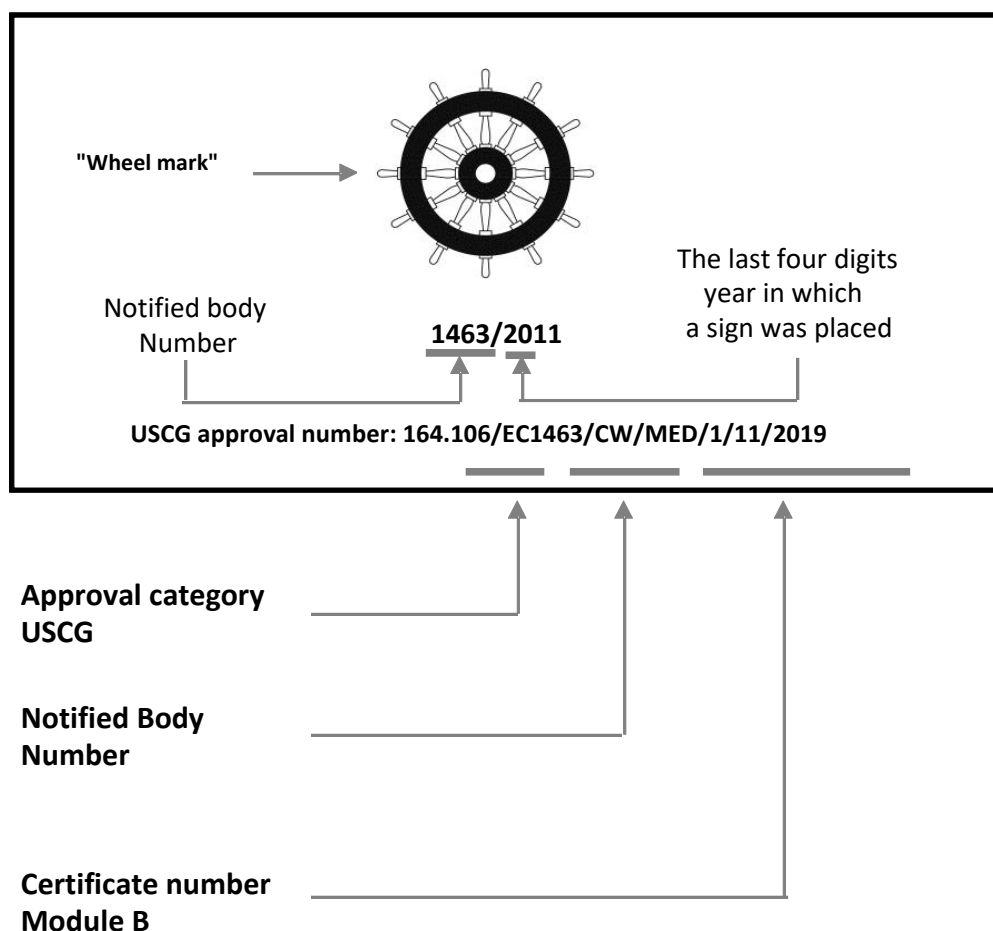 "Wheel mark"
The last four digits
year in which
a sign was placed
Notified body
Number
1463/2011
USCG approval number: 164.106/EC1463/CW/MED/1/11/2019
Approval category
USCG
Notified Body
Number
Certificate number
Module B